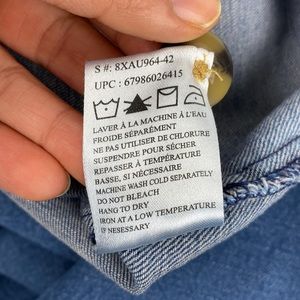 S #: 8XAU964-42
UPC : 67986026415
LAVER À LA MACHINE À L'EAU
FROIDE SÉPARÉMENT
NE PAS UTILISER DE CHLORURE
SUSPENDRE POUR SÉCHER
REPASSER À TEMPÉRATURE
BASSE, SI NÉCESSAIRE
MACHINE WASH COLD SEPARATELY
DO NOT BLEACH
HANG TO DRY
IRON AT A LOW TEMPERATURE
IF NESESSARY